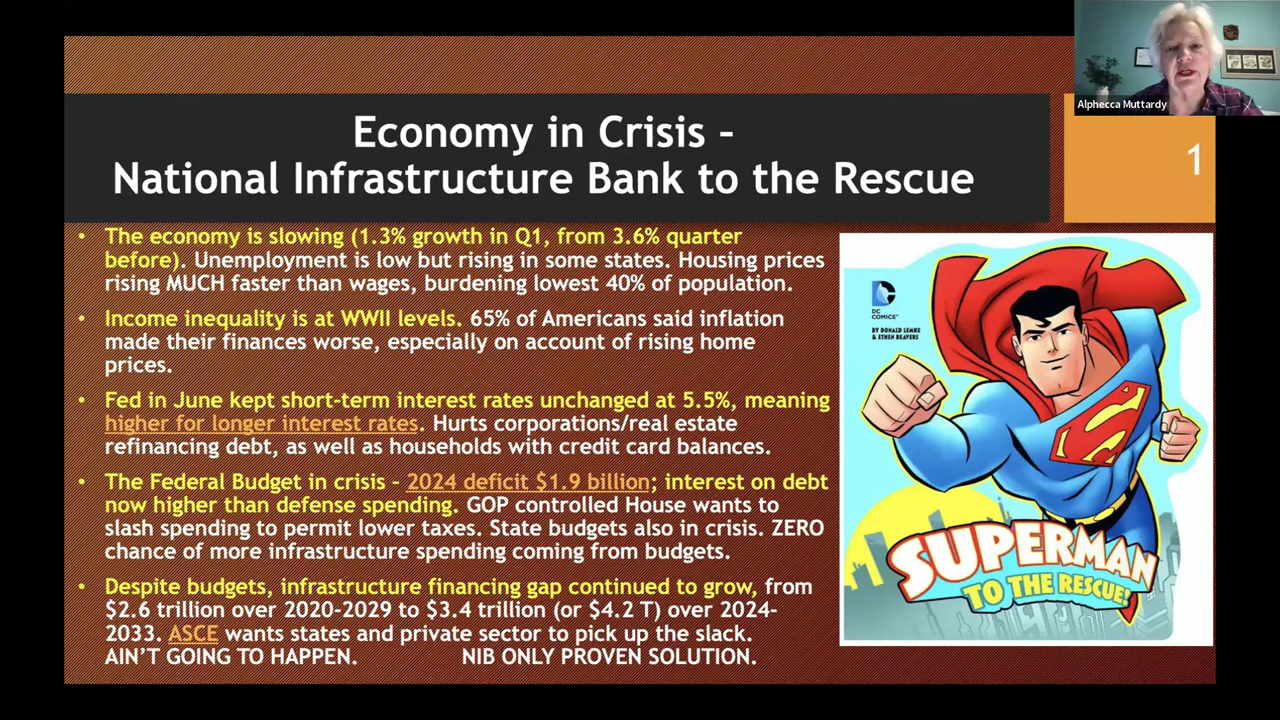 Alphecca Muttardy
Economy in Crisis –
National Infrastructure Bank to the Rescue
1
• The economy is slowing (1.3% growth in Q1, from 3.6% quarter
before). Unemployment is low but rising in some states. Housing prices
rising MUCH faster than wages, burdening lowest 40% of population.
• Income inequality is at WWII levels. 65% of Americans said inflation
made their finances worse, especially on account of rising home
prices.
• Fed in June kept short-term interest rates unchanged at 5.5%, meaning
higher for longer interest rates. Hurts corporations/real estate
refinancing debt, as well as households with credit card balances.
• The Federal Budget in crisis – 2024 deficit $1.9 billion; interest on debt
now higher than defense spending. GOP controlled House wants to
slash spending to permit lower taxes. State budgets also in crisis. ZERO
chance of more infrastructure spending coming from budgets.
• Despite budgets, infrastructure financing gap continued to grow, from
$2.6 trillion over 2020-2029 to $3.4 trillion (or $4.2 T) over 2024-
2033. ASCE wants states and private sector to pick up the slack.
AIN'T GOING TO HAPPEN. NIB ONLY PROVEN SOLUTION.
DC
COMICS™
BY DONALD LEMKE
& ETHEN BEAVERS
S
SUPERMAN
TO THE RESCUE!